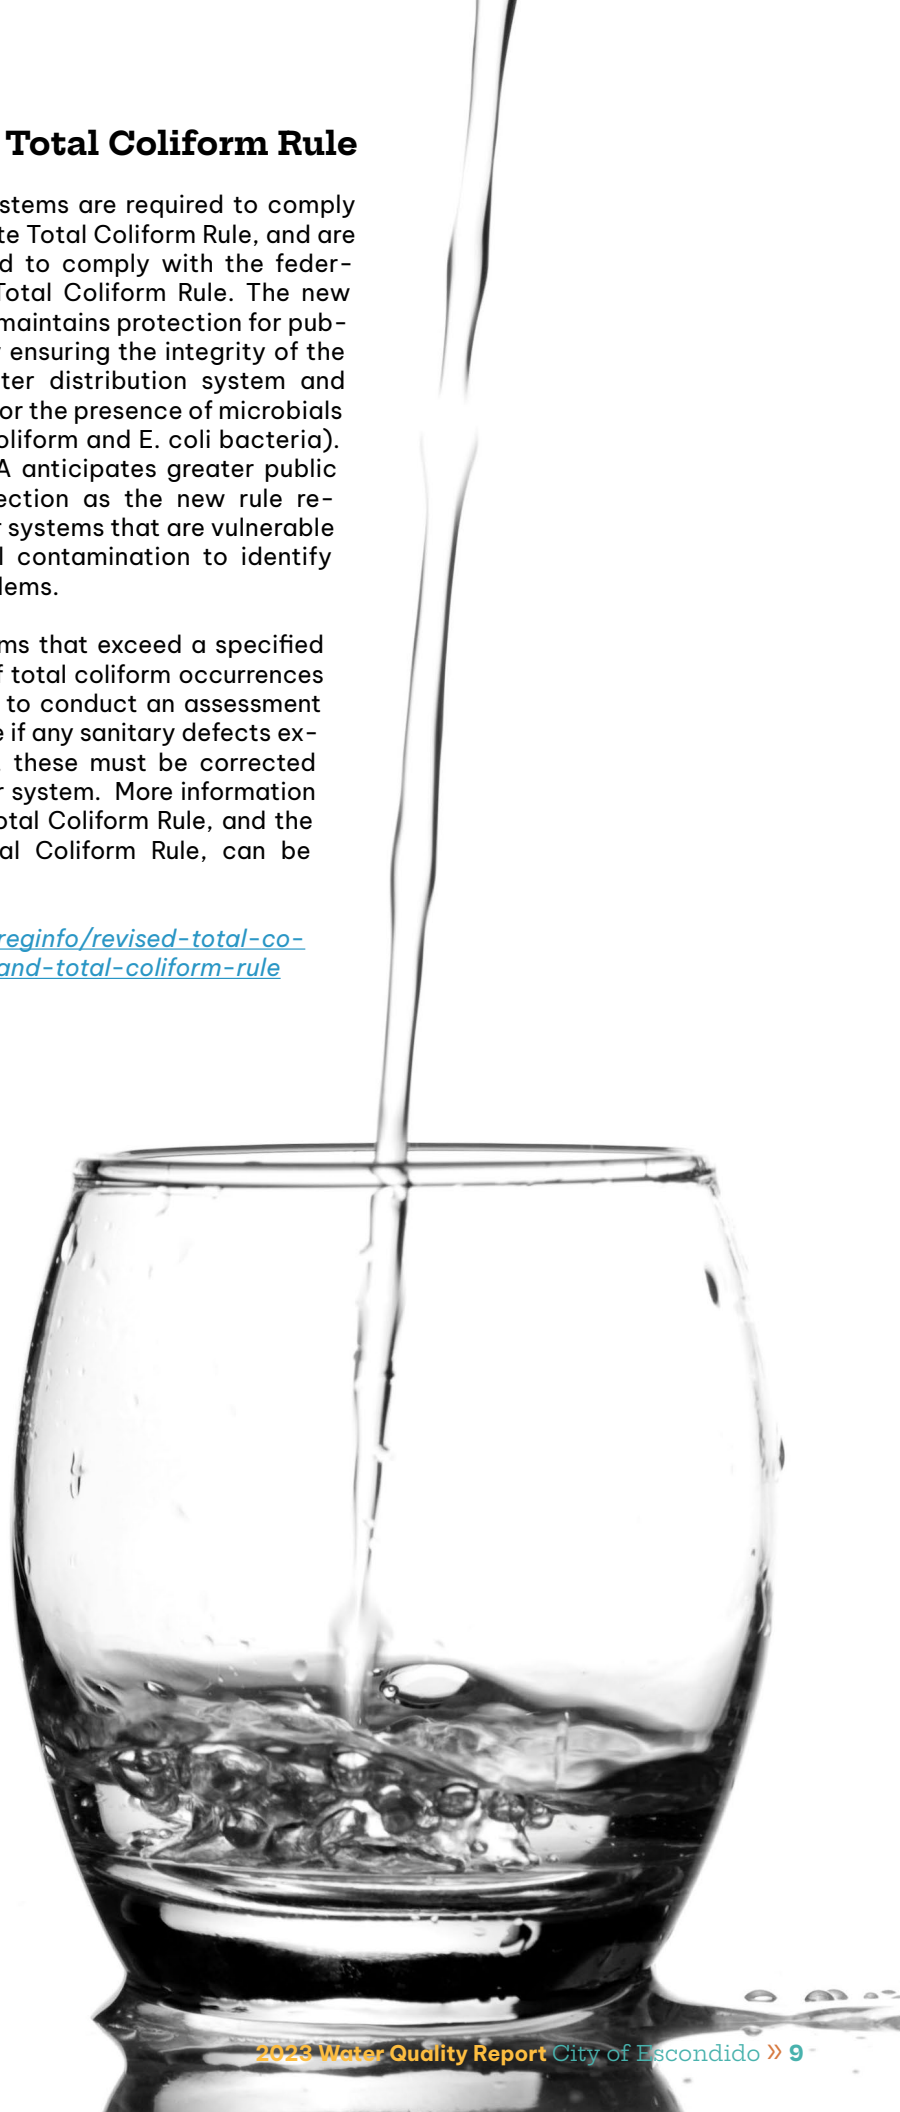 Total Coliform Rule
stems are required to comply
te Total Coliform Rule, and are
d to comply with the feder-
Total Coliform Rule. The new
maintains protection for pub-
ensuring the integrity of the
ter distribution system and
or the presence of microbials
oliform and E. coli bacteria).
A anticipates greater public
ection as the new rule re-
systems that are vulnerable
l contamination to identify
lems.
ms that exceed a specified
f total coliform occurrences
to conduct an assessment
e if any sanitary defects ex-
these must be corrected
r system. More information
otal Coliform Rule, and the
al Coliform Rule, can be
reginfo/revised-total-co-
and-total-coliform-rule
2023 Water Quality Report City of Escondido » 9